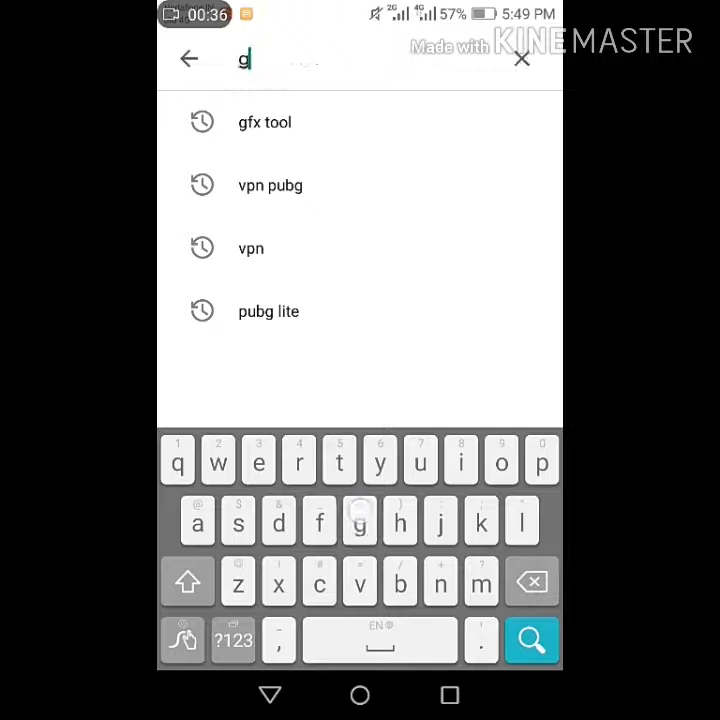 00:36 2G 4G 57% 5:49 PM
Made with KINEMASTER
g
gfx tool
vpn pubg
vpn
pubg lite
1 2 3 4 5 6 7 8 9 0
q w e r t y u i o p
@ $ & _ ( ) : ; "
a s d f g h j k l
z x c v b n m
EN
?123 , .